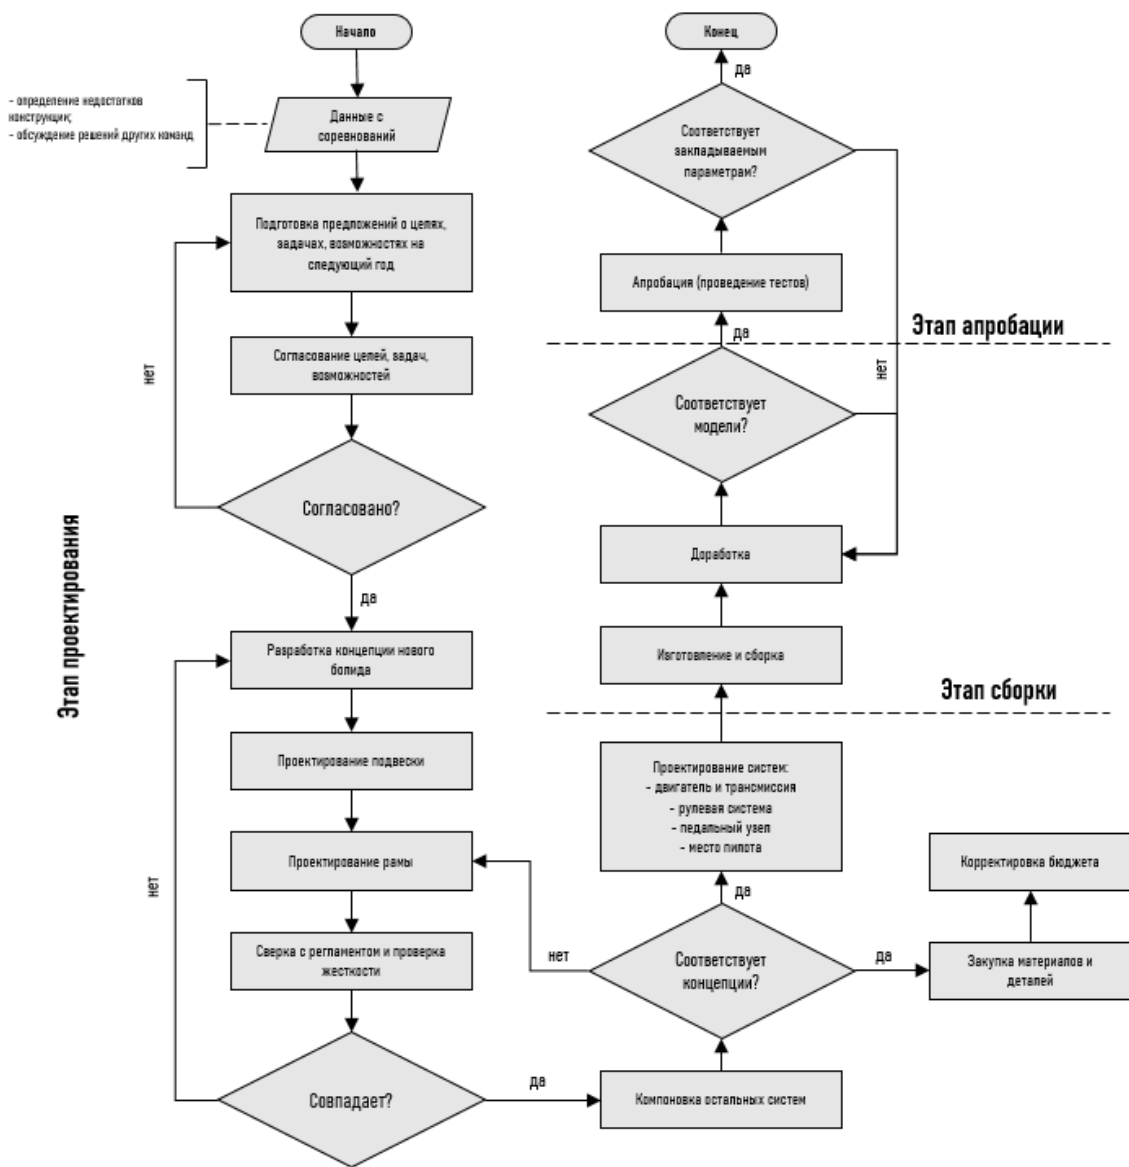 Начало
- определение недостатков
конструкции;
- обсуждение решений других команд
Данные с
соревнований
Подготовка предложений о целях,
задачах, возможностях на
следующий год
Согласование целей, задач,
возможностей
нет
Согласовано?
да
Этап проектирования
Разработка концепции нового
болида
Проектирование подвески
Проектирование рамы
нет
Сверка с регламентом и проверка
жесткости
Совпадает?
да
Компоновка остальных систем
Соответствует
концепции?
нет
да
да
Закупка материалов и
деталей
Корректировка бюджета
Проектирование систем:
- двигатель и трансмиссия
- рулевая система
- педальный узел
- место пилота
Этап сборки
Изготовление и сборка
Доработка
Соответствует
модели?
нет
да
Этап апробации
Апробация (проведение тестов)
Соответствует
закладываемым
параметрам?
да
Конец